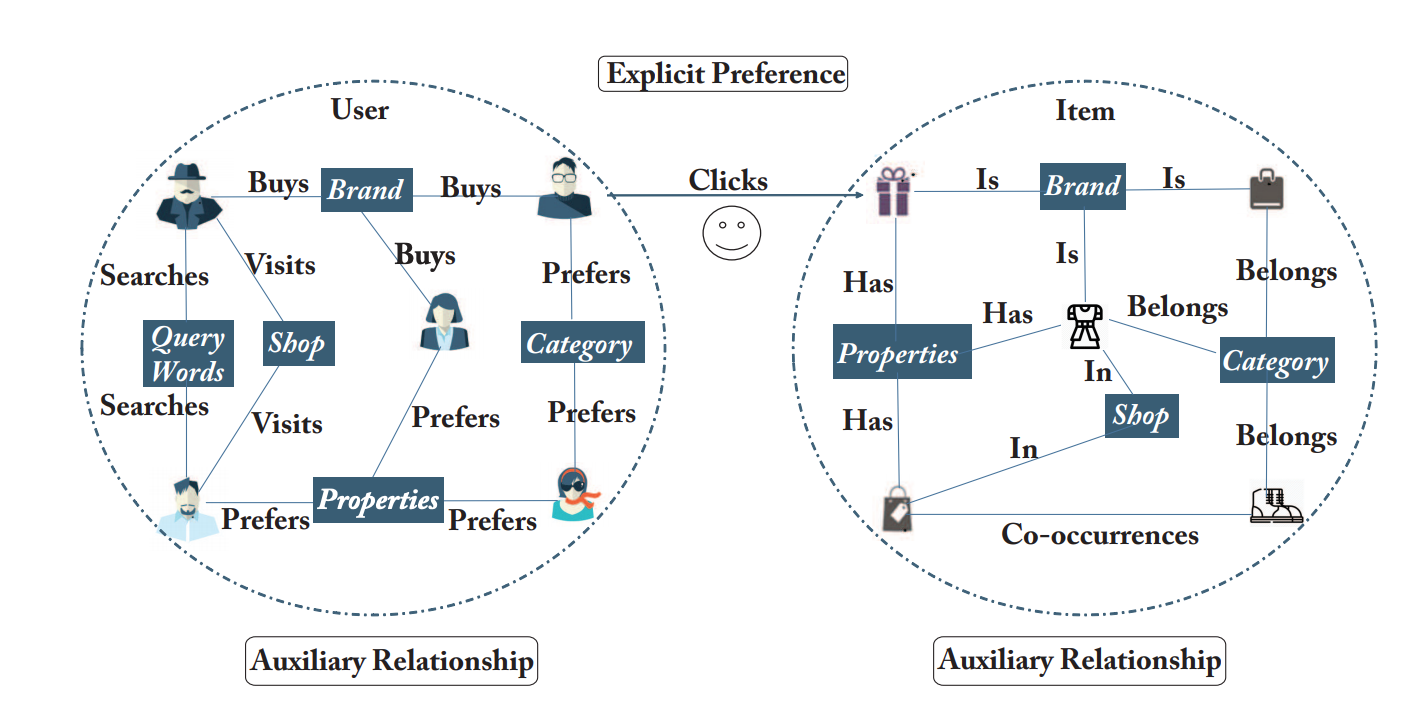 Explicit Preference
User
Item
Buys
Brand
Buys
Clicks
Is
Brand
Is
Searches
Visits
Buys
Prefers
Has
Is
Belongs
Query
Words
Shop
Category
Properties
Has
Belongs
Category
Searches
Visits
Prefers
Prefers
Has
In
Shop
Belongs
In
Prefers
Properties
Prefers
Co-occurrences
Auxiliary Relationship
Auxiliary Relationship